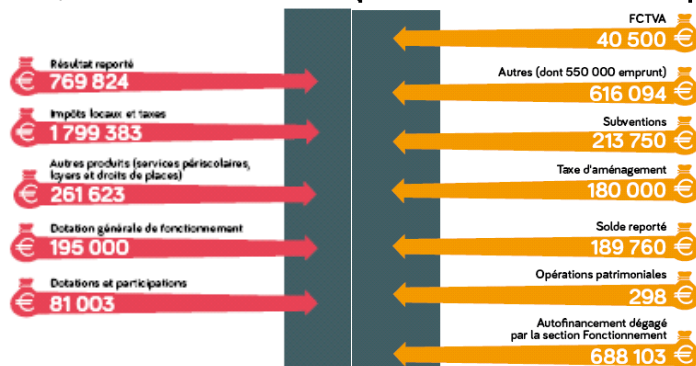 Résultat reporté
769 824
Impôts locaux et taxes
1 799 383
Autres produits (services périscolaires,
loyers et droits de places)
261 623
Dotation générale de fonctionnement
195 000
Dotations et participations
81 003
FCTVA
40 500
Autres (dont 550 000 emprunt)
616 094
Subventions
213 750
Taxe d'aménagement
180 000
Solde reporté
189 760
Opérations patrimoniales
298
Autofinancement dégagé
par la section Fonctionnement
688 103